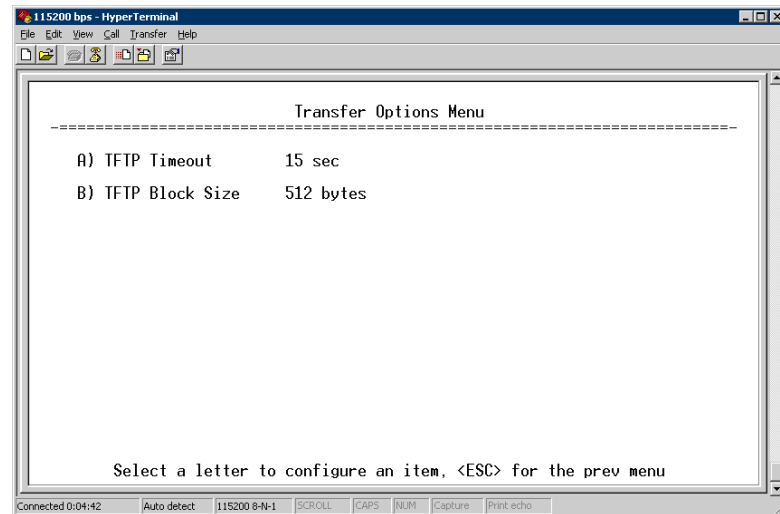 115200 bps - HyperTerminal
File Edit View Call Transfer Help
Transfer Options Menu
-==========================================================================-
A) TFTP Timeout 15 sec
B) TFTP Block Size 512 bytes
Select a letter to configure an item, <ESC> for the prev menu
Connected 0:04:42 Auto detect 115200 8-N-1 SCROLL CAPS NUM Capture Print echo